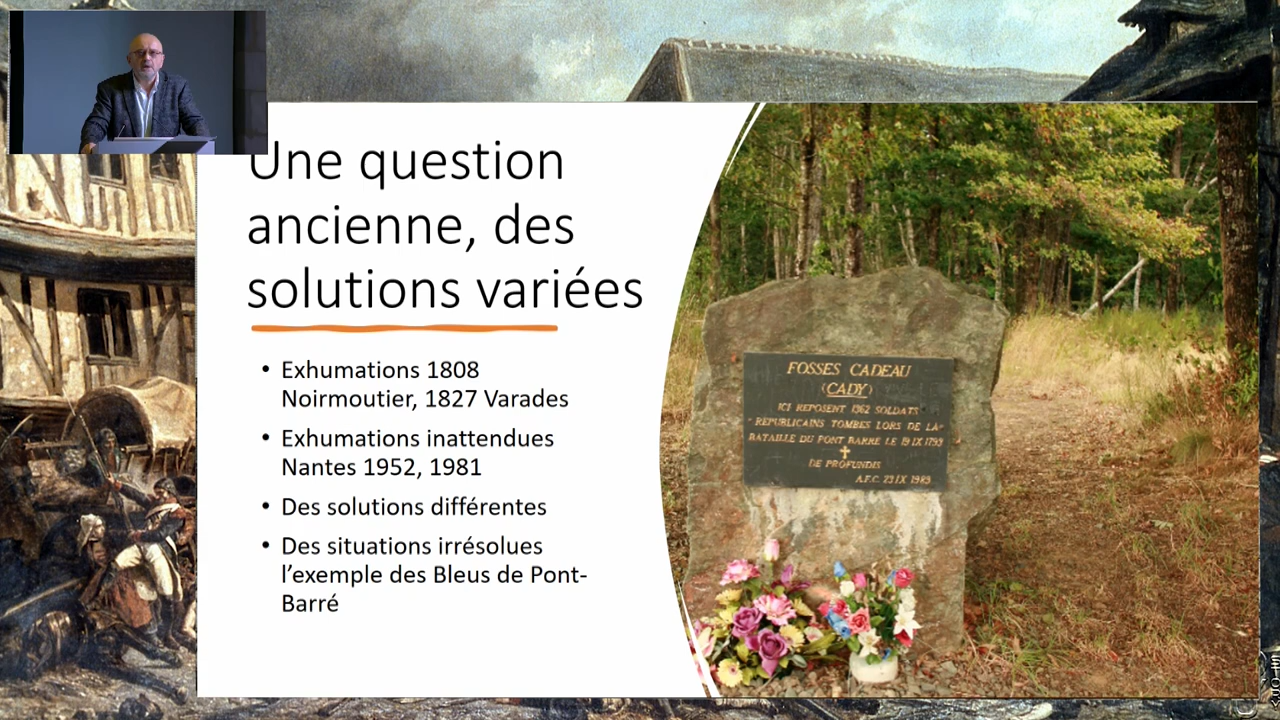 Une question
ancienne, des
solutions variées
• Exhumations 1808
Noirmoutier, 1827 Varades
• Exhumations inattendues
Nantes 1952, 1981
• Des solutions différentes
• Des situations irrésolues
l’exemple des Bleus de Pont-
Barré
FOSSES CADEAU
(CADY)
ICI REPOSENT 1362 SOLDATS
" REPUBLICAINS TOMBES LORS DE LA"
BATAILLE DU PONT BARRÉ LE 19 IX 1793
DE PROFUNDIS
A.F.C. 23 IX 1989